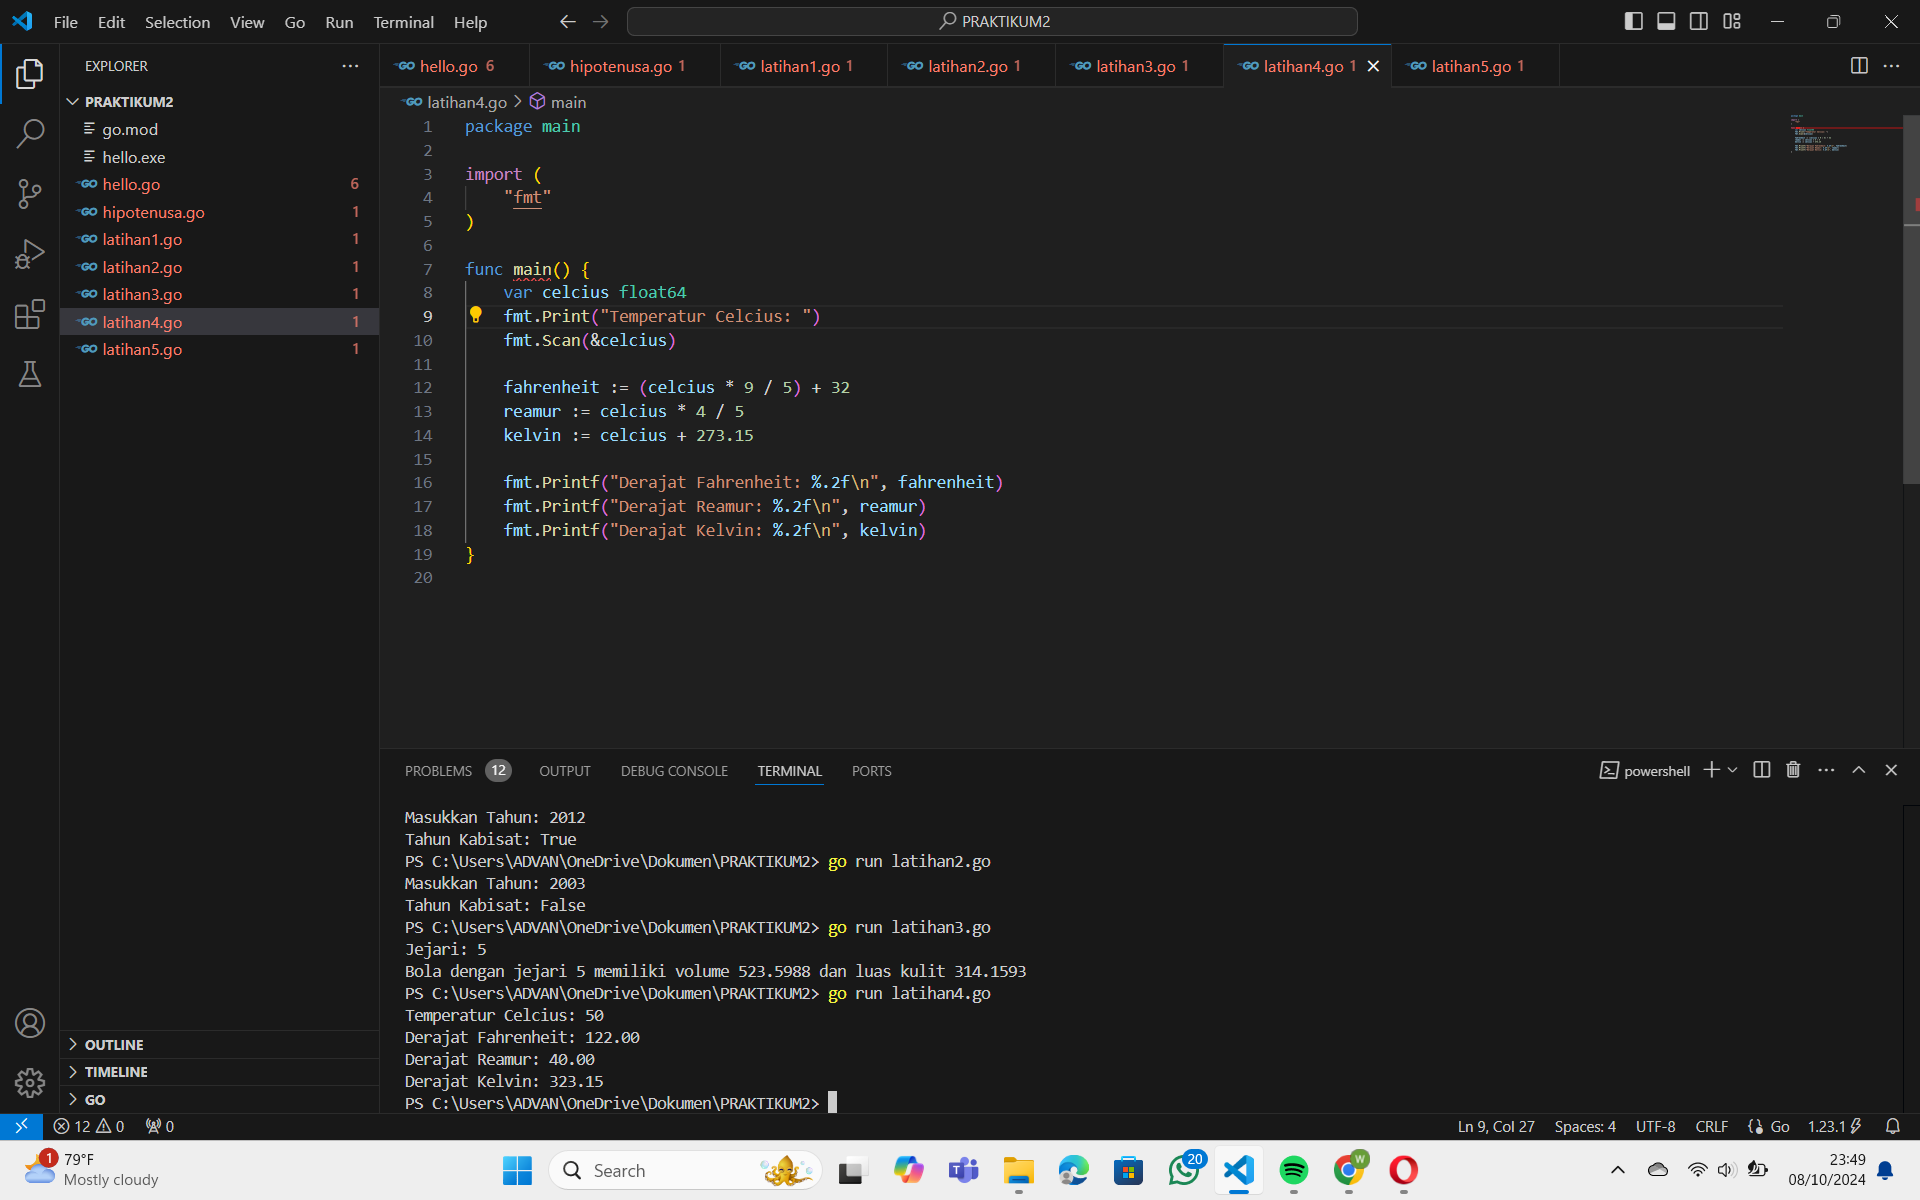 File Edit Selection View Go Run Terminal Help
PRAKTIKUM2
EXPLORER
PRAKTIKUM2
go.mod
hello.exe
hello.go 6
hipotenusa.go 1
latihan1.go 1
latihan2.go 1
latihan3.go 1
latihan4.go 1
latihan5.go 1
OUTLINE
TIMELINE
GO
hello.go 6 hipotenusa.go 1 latihan1.go 1 latihan2.go 1 latihan3.go 1 latihan4.go 1 latihan5.go 1
latihan4.go > main
1 package main
2
3 import (
4 "fmt"
5 )
6
7 func main() {
8 var celcius float64
9 fmt.Print("Temperatur Celcius: ")
10 fmt.Scan(&celcius)
11
12 fahrenheit := (celcius * 9 / 5) + 32
13 reamur := celcius * 4 / 5
14 kelvin := celcius + 273.15
15
16 fmt.Printf("Derajat Fahrenheit: %.2f\n", fahrenheit)
17 fmt.Printf("Derajat Reamur: %.2f\n", reamur)
18 fmt.Printf("Derajat Kelvin: %.2f\n", kelvin)
19 }
20
PROBLEMS 12 OUTPUT DEBUG CONSOLE TERMINAL PORTS
powershell
Masukkan Tahun: 2012
Tahun Kabisat: True
PS C:\Users\ADVAN\OneDrive\Dokumen\PRAKTIKUM2> go run latihan2.go
Masukkan Tahun: 2003
Tahun Kabisat: False
PS C:\Users\ADVAN\OneDrive\Dokumen\PRAKTIKUM2> go run latihan3.go
Jejari: 5
Bola dengan jejari 5 memiliki volume 523.5988 dan luas kulit 314.1593
PS C:\Users\ADVAN\OneDrive\Dokumen\PRAKTIKUM2> go run latihan4.go
Temperatur Celcius: 50
Derajat Fahrenheit: 122.00
Derajat Reamur: 40.00
Derajat Kelvin: 323.15
PS C:\Users\ADVAN\OneDrive\Dokumen\PRAKTIKUM2>
12 0 0
Ln 9, Col 27 Spaces: 4 UTF-8 CRLF Go 1.23.1
1
79°F
Mostly cloudy
Search
20
W
23:49
08/10/2024